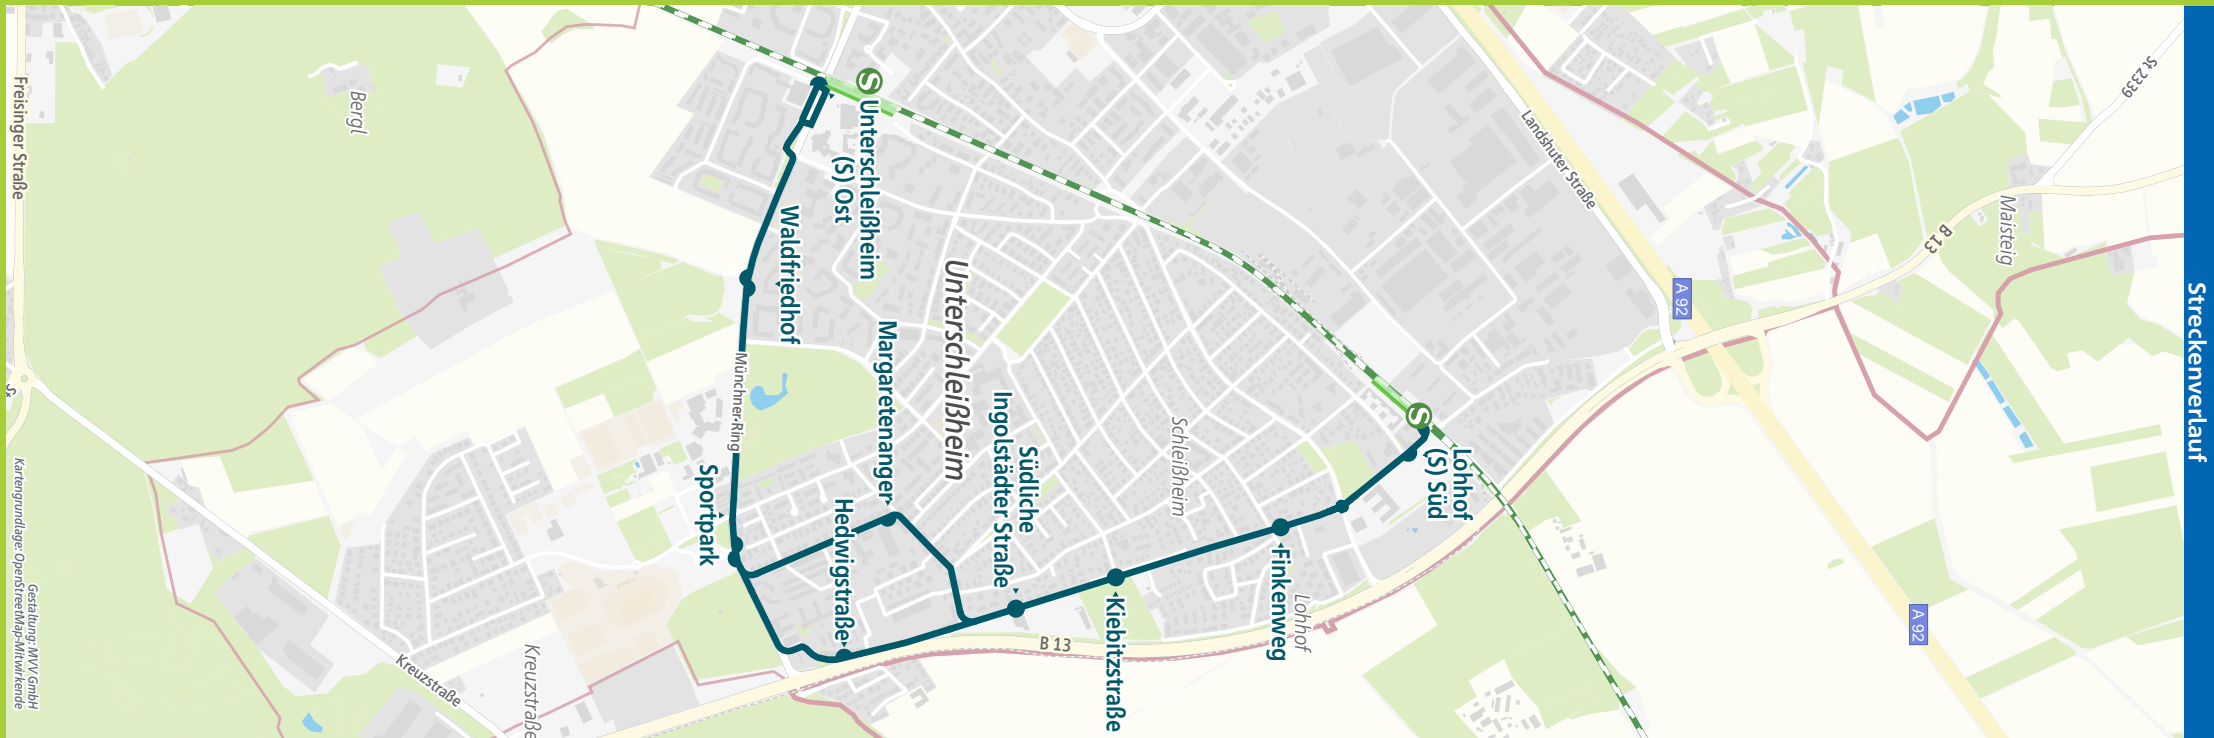 Streckenverlauf
St 2339
Maisteig
B 13
Landshuter Straße
A 92
A 92
S
Lohhof
(S) Süd
Finkenweg
Lohhof
Schleißheim
Kiebitzstraße
B 13
Südliche
Ingolstädter Straße
Unterschleißheim
S
Unterschleißheim
(S) Ost
Margaretenanger
Hedwigstraße
Waldfriedhof
Münchner-Ring
Sportpark
Kreuzstraße
Kreuzstraße
Bergl
Freisinger Straße
Kartengrundlage: OpenStreetMap-Mitwirkende
Gestaltung: MVV GmbH